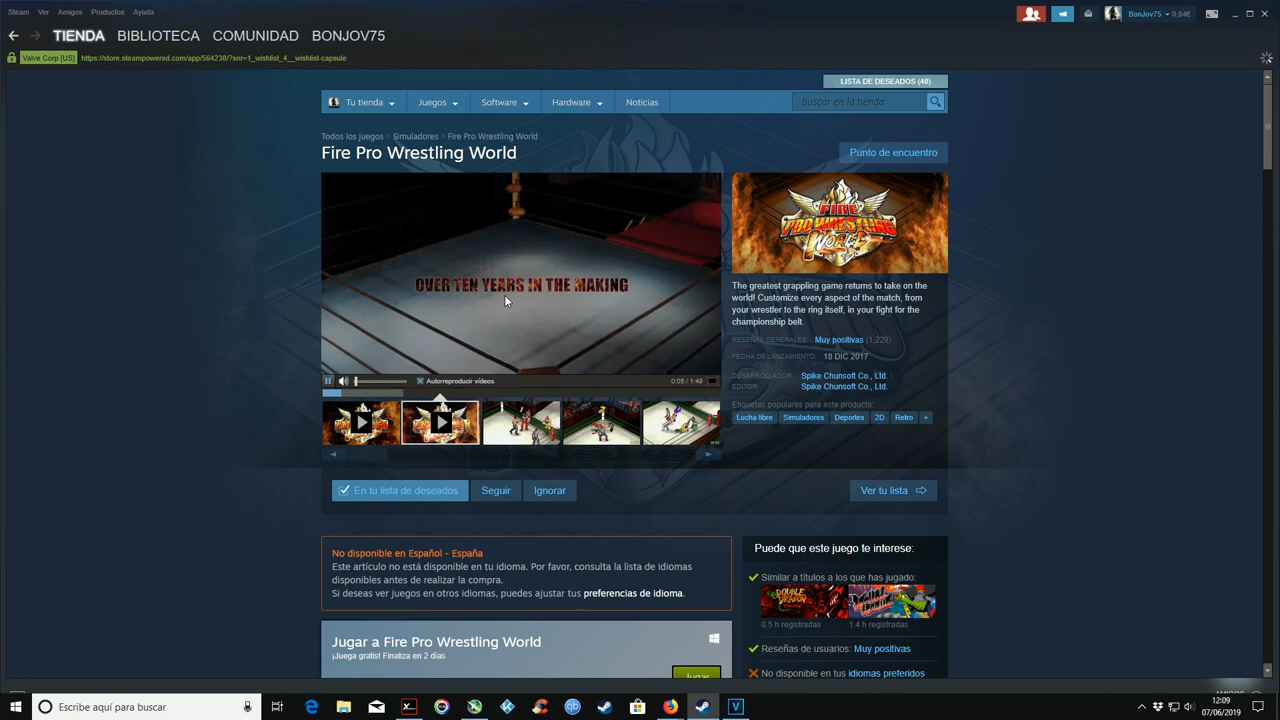 Steam Ver Amigos Productos Ayuda
BonJov75 0,84€
TIENDA BIBLIOTECA COMUNIDAD BONJOV75
Valve Corp [US] https://store.steampowered.com/app/564230/?snr=1_wishlist_4__wishlist-capsule
LISTA DE DESEADOS (40)
Tu tienda Juegos Software Hardware Noticias buscar en la tienda
Todos los juegos > Simuladores > Fire Pro Wrestling World
Fire Pro Wrestling World
Punto de encuentro
OVER TEN YEARS IN THE MAKING
Autorreproducir vídeos 0:05 / 1:40
FIRE
PRO WRESTLING
WORLD
The greatest grappling game returns to take on the
world! Customize every aspect of the match, from
your wrestler to the ring itself, in your fight for the
championship belt.
RESEÑAS GENERALES: Muy positivas (1,229)
FECHA DE LANZAMIENTO: 18 DIC 2017
DESARROLLADOR: Spike Chunsoft Co., Ltd.
EDITOR: Spike Chunsoft Co., Ltd.
Etiquetas populares para este producto:
Lucha libre Simuladores Deportes 2D Retro +
En tu lista de deseados Seguir Ignorar Ver tu lista
No disponible en Español - España
Este artículo no está disponible en tu idioma. Por favor, consulta la lista de idiomas
disponibles antes de realizar la compra.
Si deseas ver juegos en otros idiomas, puedes ajustar tus preferencias de idioma.
Jugar a Fire Pro Wrestling World
¡Juega gratis! Finaliza en 2 días
Jugar
Puede que este juego te interese:
Similar a títulos a los que has jugado:
DOUBLE
DRAGON
0.5 h registradas 1.4 h registradas
Reseñas de usuarios: Muy positivas
No disponible en tus idiomas preferidos
AMIGOS
Escribe aquí para buscar
12:09
07/06/2019